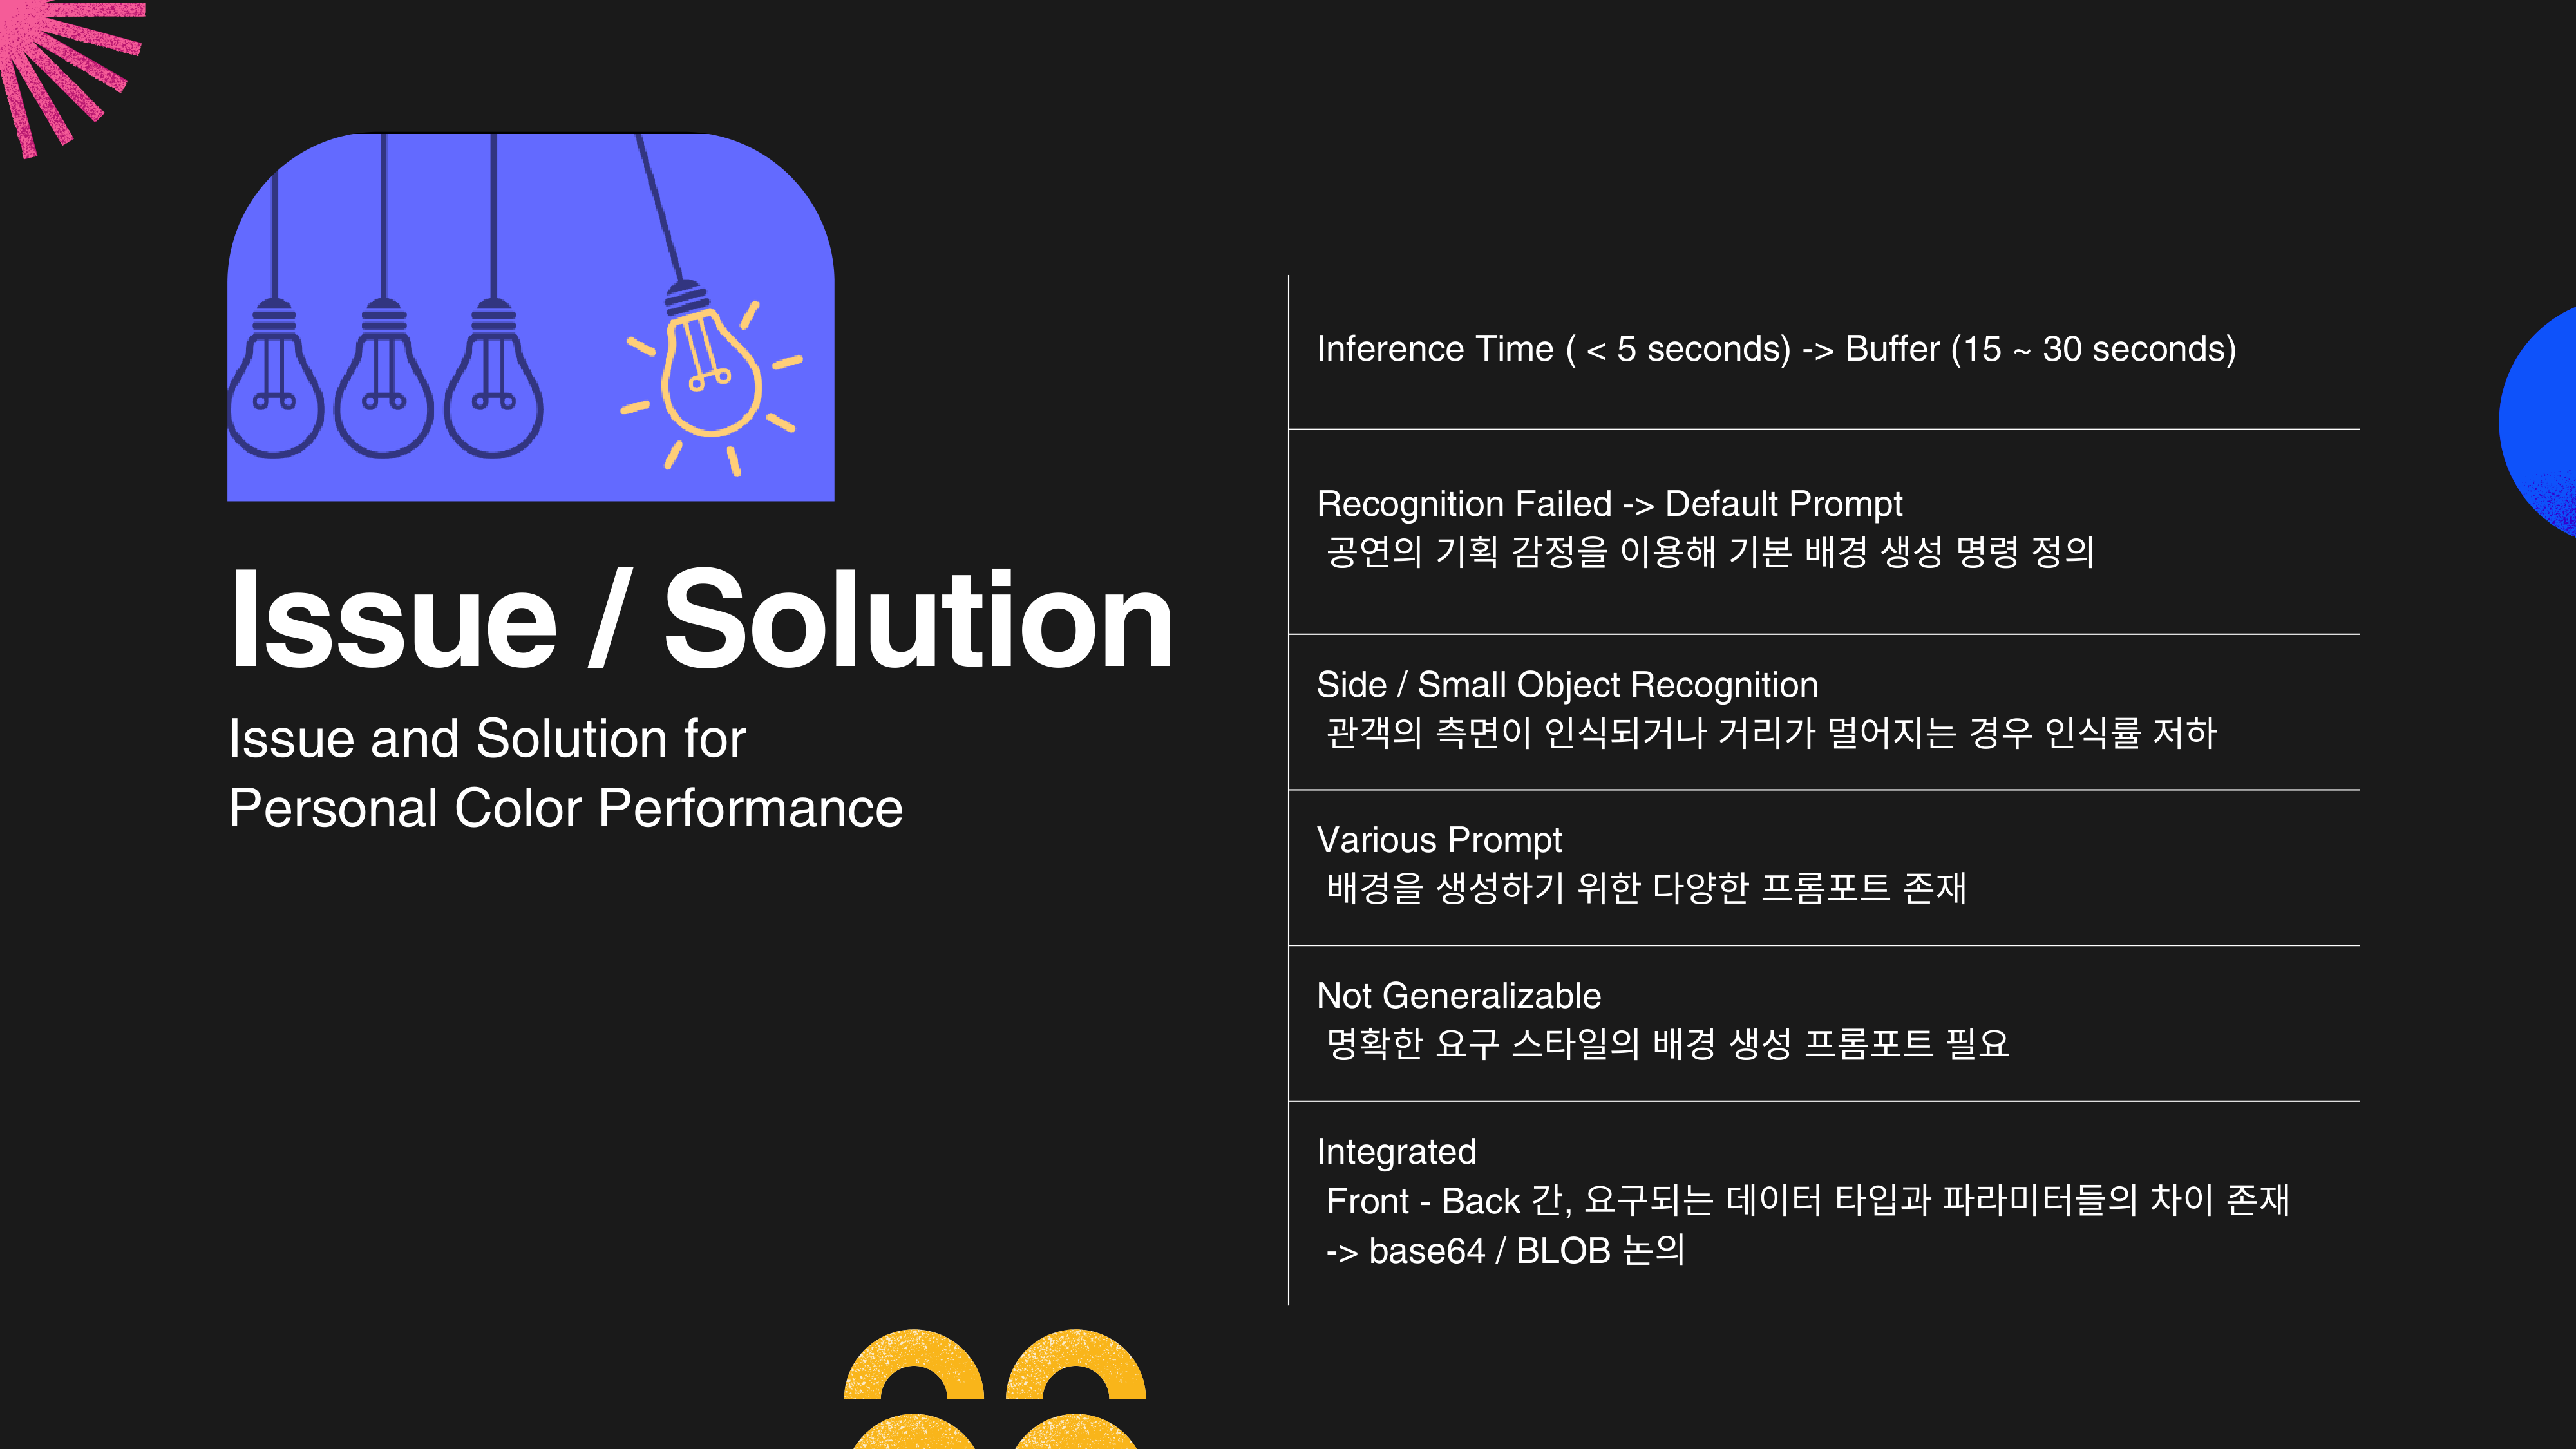 Issue / Solution
Issue and Solution for
Personal Color Performance
Inference Time ( < 5 seconds) -> Buffer (15 ~ 30 seconds)
Recognition Failed -> Default Prompt
공연의 기획 감정을 이용해 기본 배경 생성 명령 정의
Side / Small Object Recognition
관객의 측면이 인식되거나 거리가 멀어지는 경우 인식률 저하
Various Prompt
배경을 생성하기 위한 다양한 프롬포트 존재
Not Generalizable
명확한 요구 스타일의 배경 생성 프롬포트 필요
Integrated
Front - Back 간, 요구되는 데이터 타입과 파라미터들의 차이 존재
-> base64 / BLOB 논의